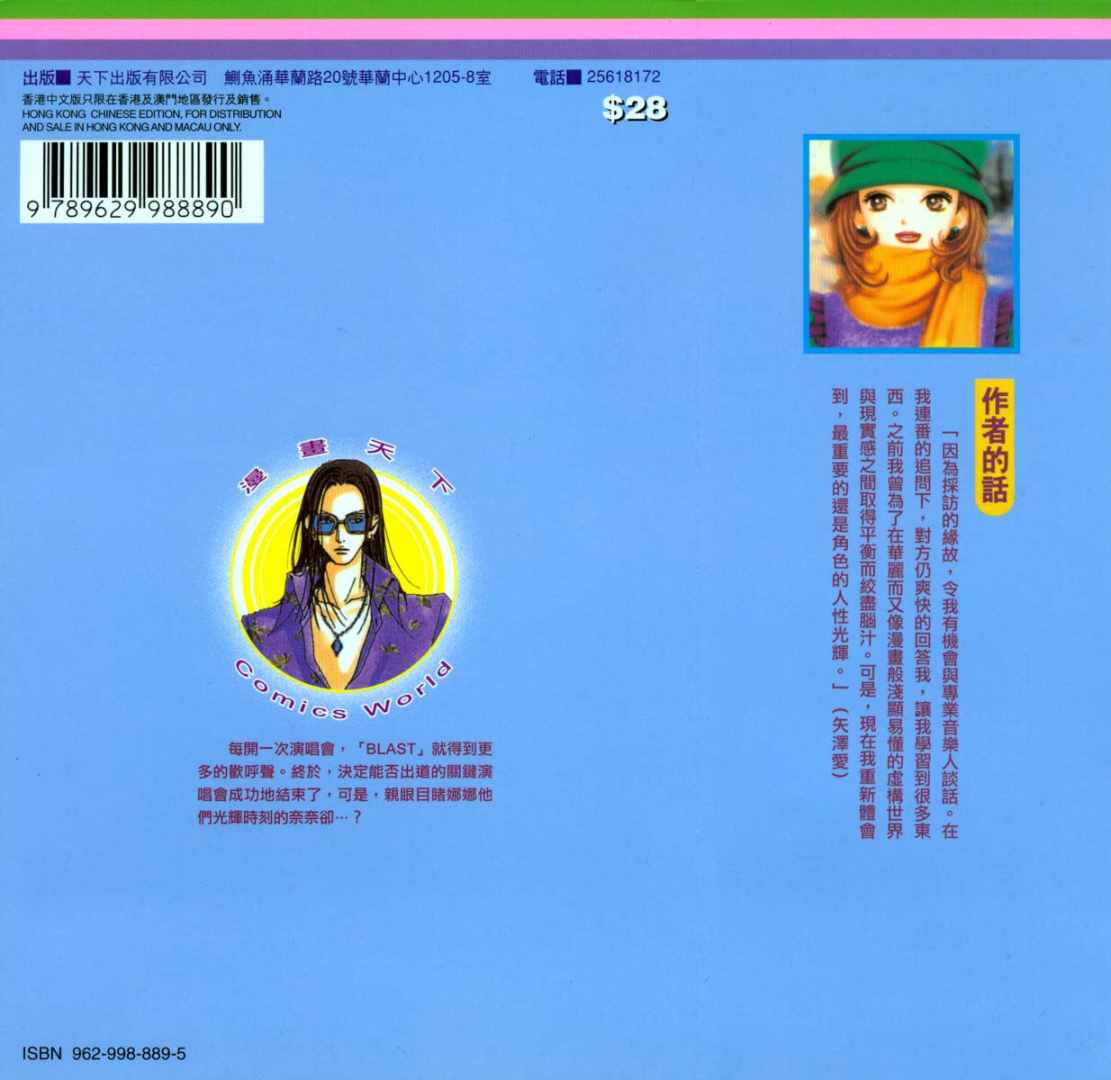 出版■ 天下出版有限公司 鰂魚涌華蘭路20號華蘭中心1205-8室 電話■ 25618172
香港中文版只限在香港及澳門地區發行及銷售。
HONG KONG CHINESE EDITION, FOR DISTRIBUTION
AND SALE IN HONG KONG AND MACAU ONLY.
$28
9 789629 988890
作者的話
「因為採訪的緣故，令我有機會與專業音樂人談話。在
我連番的追問下，對方仍爽快的回答我，讓我學習到很多東
西。之前我曾為了在華麗而又像漫畫般淺顯易懂的虛構世界
與現實感之間取得平衡而絞盡腦汁。可是，現在我重新體會
到，最重要的還是角色的人性光輝。」（矢澤愛）
漫畫天下
Comics World
每開一次演唱會，「BLAST」就得到更
多的歡呼聲。終於，決定能否出道的關鍵演
唱會成功地結束了，可是，親眼目睹娜娜他
們光輝時刻的奈奈卻…？
ISBN 962-998-889-5